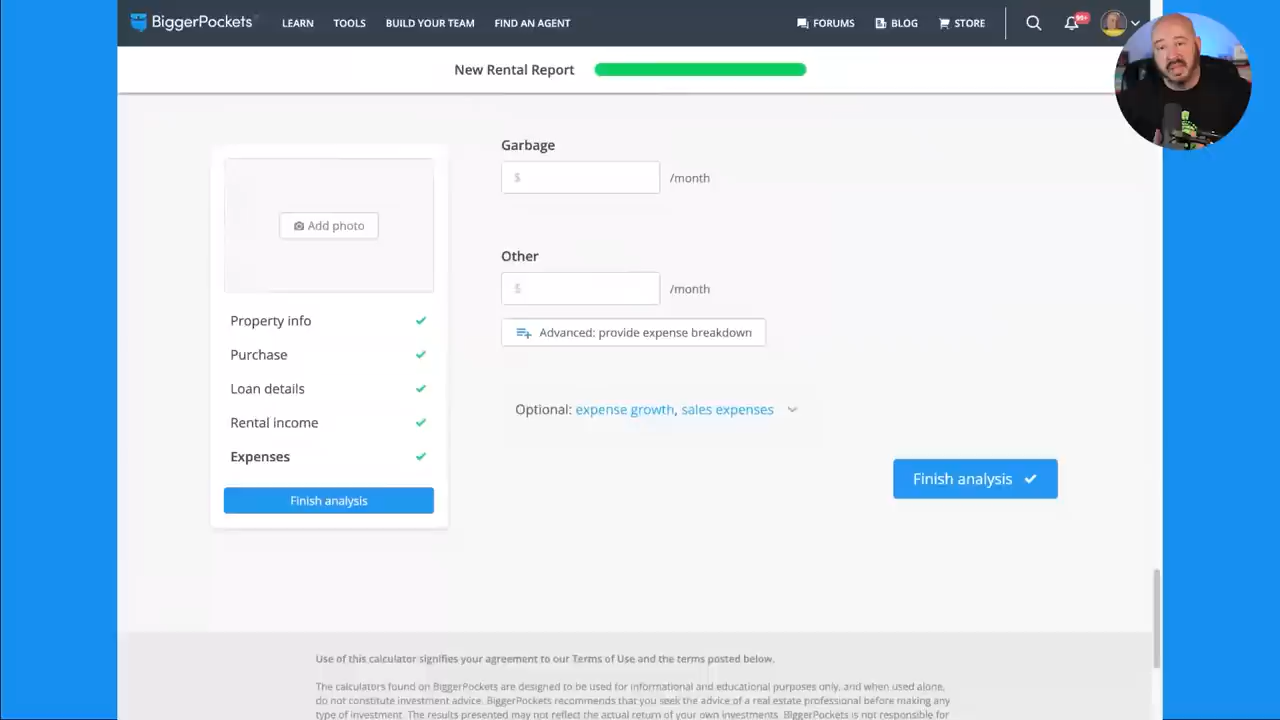 BiggerPockets
LEARN
TOOLS
BUILD YOUR TEAM
FIND AN AGENT
FORUMS
BLOG
STORE
99+
New Rental Report
Add photo
Property info
Purchase
Loan details
Rental income
Expenses
Finish analysis
Garbage
$ /month
Other
$ /month
Advanced: provide expense breakdown
Optional: expense growth, sales expenses
Finish analysis
Use of this calculator signifies your agreement to our Terms of Use and the terms posted below.
The calculators found on BiggerPockets are designed to be used for informational and educational purposes only, and when used alone,
do not constitute investment advice. BiggerPockets recommends that you seek the advice of a real estate professional before making any
type of investment. The results presented may not reflect the actual return of your own investments. BiggerPockets is not responsible for